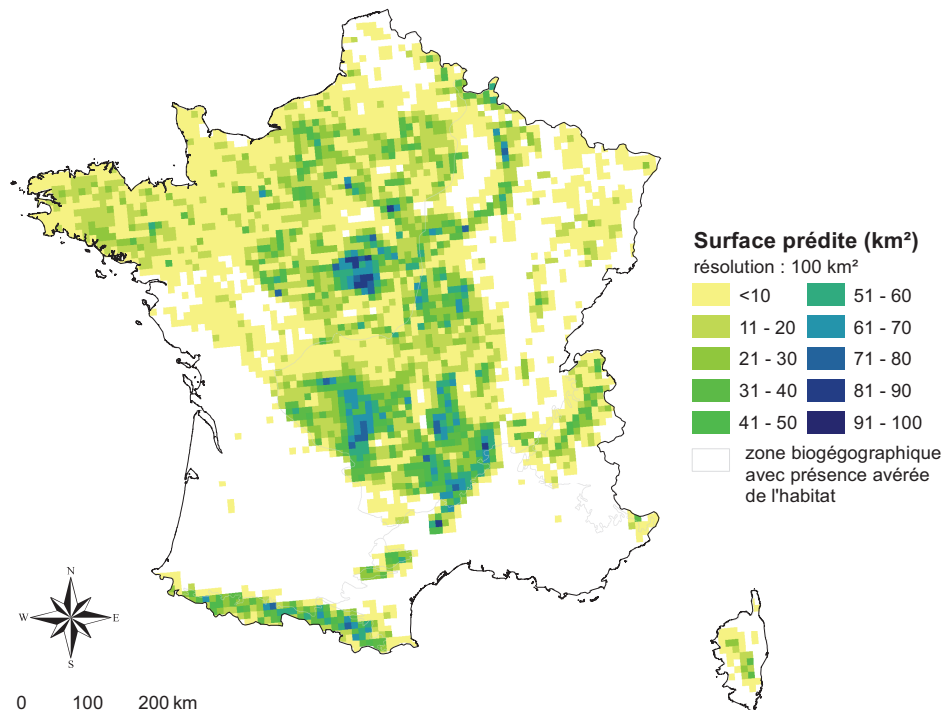 Surface prédite (km²)
résolution : 100 km²
<10
11 - 20
21 - 30
31 - 40
41 - 50
51 - 60
61 - 70
71 - 80
81 - 90
91 - 100
zone biogégographique
avec présence avérée
de l'habitat
N
W
E
S
0 100 200 km